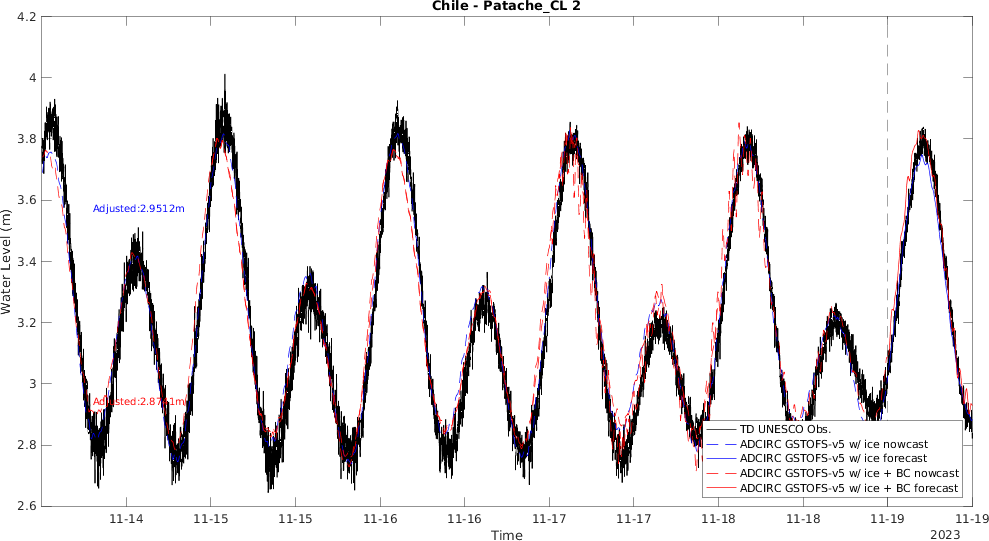 Chile - Patache_CL 2
4.2
4
3.8
3.6
3.4
3.2
3
2.8
2.6
Water Level (m)
Adjusted:2.9512m
TD UNESCO Obs.
ADCIRC GSTOFS-v5 w/ ice nowcast
ADCIRC GSTOFS-v5 w/ ice forecast
ADCIRC GSTOFS-v5 w/ ice + BC nowcast
ADCIRC GSTOFS-v5 w/ ice + BC forecast
11-14 11-15 11-15 11-16 11-16 11-17 11-17 11-18 11-18 11-19 11-19
Time
2023